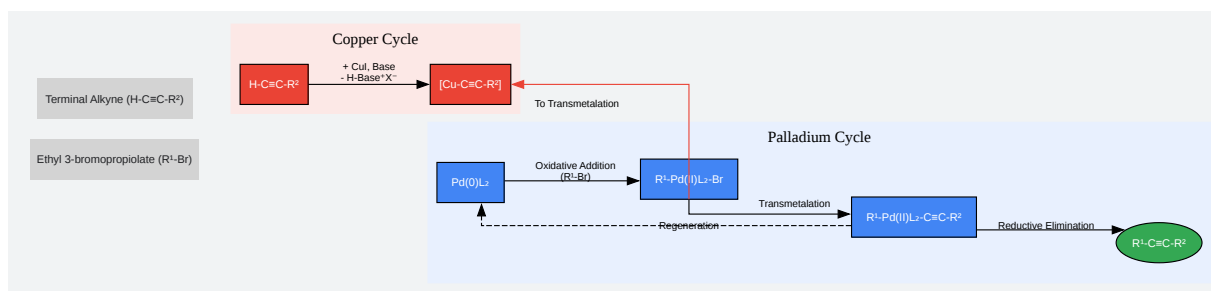 Copper Cycle
H-C≡C-R²
+ CuI, Base
- H-Base⁺X⁻
[Cu-C≡C-R²]
Terminal Alkyne (H-C≡C-R²)
To Transmetalation
Ethyl 3-bromopropiolate (R¹-Br)
Palladium Cycle
Pd(0)L₂
Oxidative Addition
(R¹-Br)
R¹-Pd(II)L₂-Br
Transmetalation
R¹-Pd(II)L₂-C≡C-R²
Regeneration
Reductive Elimination
R¹-C≡C-R²